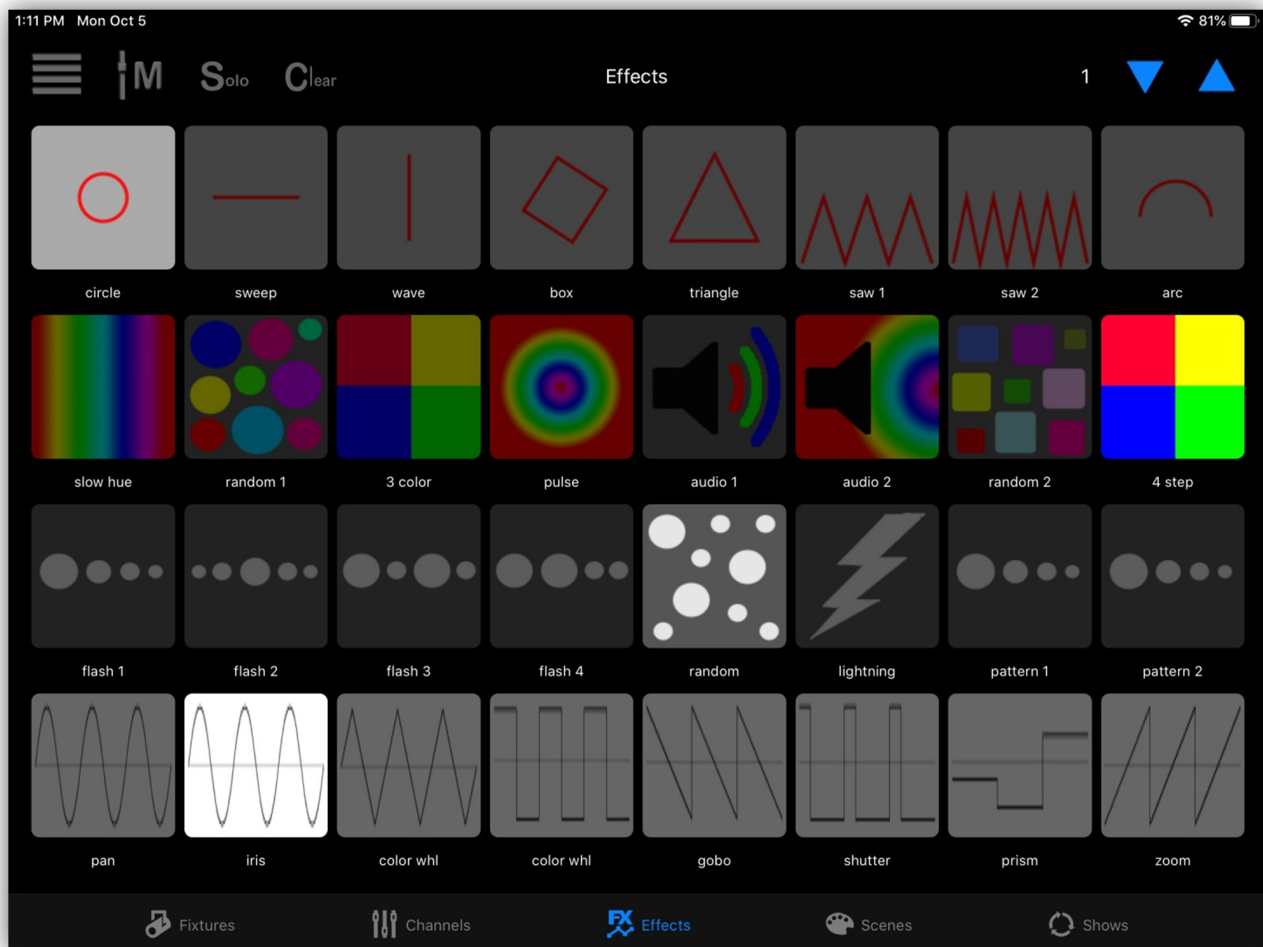 1:11 PM Mon Oct 5 81%
M Solo Clear Effects 1
circle sweep wave box triangle saw 1 saw 2 arc
slow hue random 1 3 color pulse audio 1 audio 2 random 2 4 step
flash 1 flash 2 flash 3 flash 4 random lightning pattern 1 pattern 2
pan iris color whl color whl gobo shutter prism zoom
Fixtures Channels FX Effects Scenes Shows